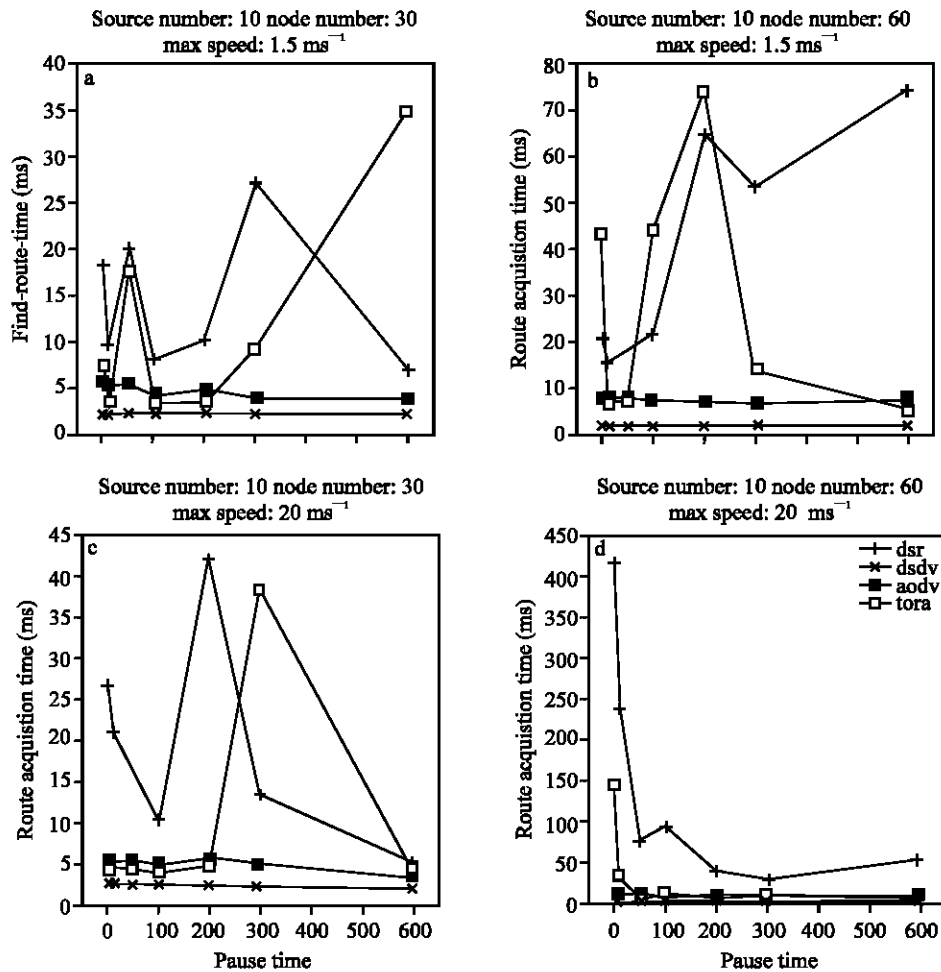 Source number: 10 node number: 30
max speed: 1.5 ms⁻¹
Source number: 10 node number: 60
max speed: 1.5 ms⁻¹
a
40
35
30
25
20
15
10
5
0
Find-route-time (ms)
b
80
70
60
50
40
30
20
10
0
Route acquistion time (ms)
Source number: 10 node number: 30
max speed: 20 ms⁻¹
Source number: 10 node number: 60
max speed: 20 ms⁻¹
c
45
40
35
30
25
20
15
10
5
0
Route acquistion time (ms)
0 100 200 300 400 500 600
Pause time
d
450
400
350
300
250
200
150
100
50
0
Route acquistion time (ms)
dsr
dsdv
aodv
tora
0 100 200 300 400 500 600
Pause time